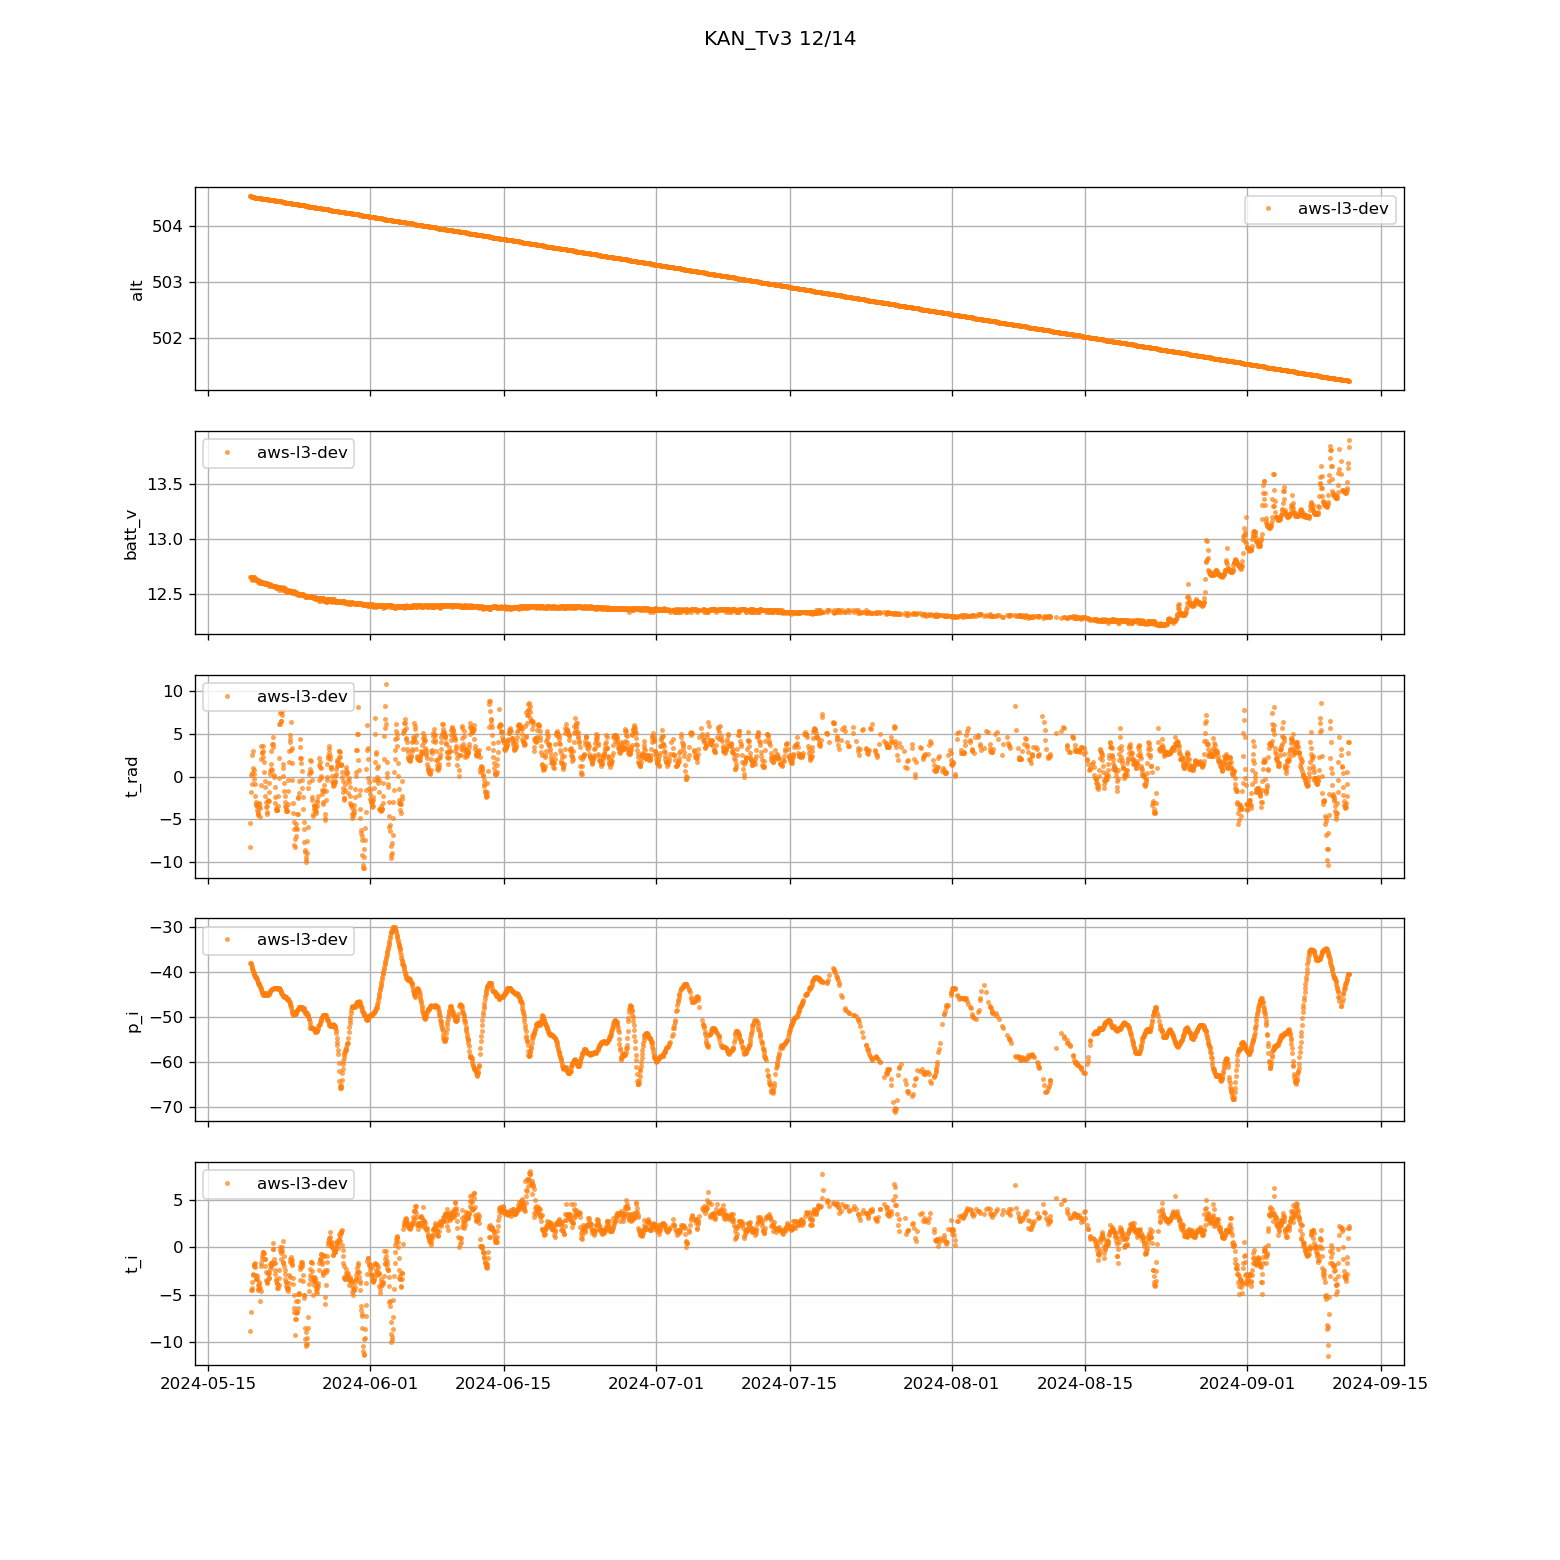 KAN_Tv3 12/14
aws-l3-dev
504
503
502
alt
aws-l3-dev
13.5
13.0
12.5
batt_v
aws-l3-dev
10
5
0
−5
−10
t_rad
aws-l3-dev
−30
−40
−50
−60
−70
p_i
aws-l3-dev
5
0
−5
−10
t_i
2024-05-15 2024-06-01 2024-06-15 2024-07-01 2024-07-15 2024-08-01 2024-08-15 2024-09-01 2024-09-15